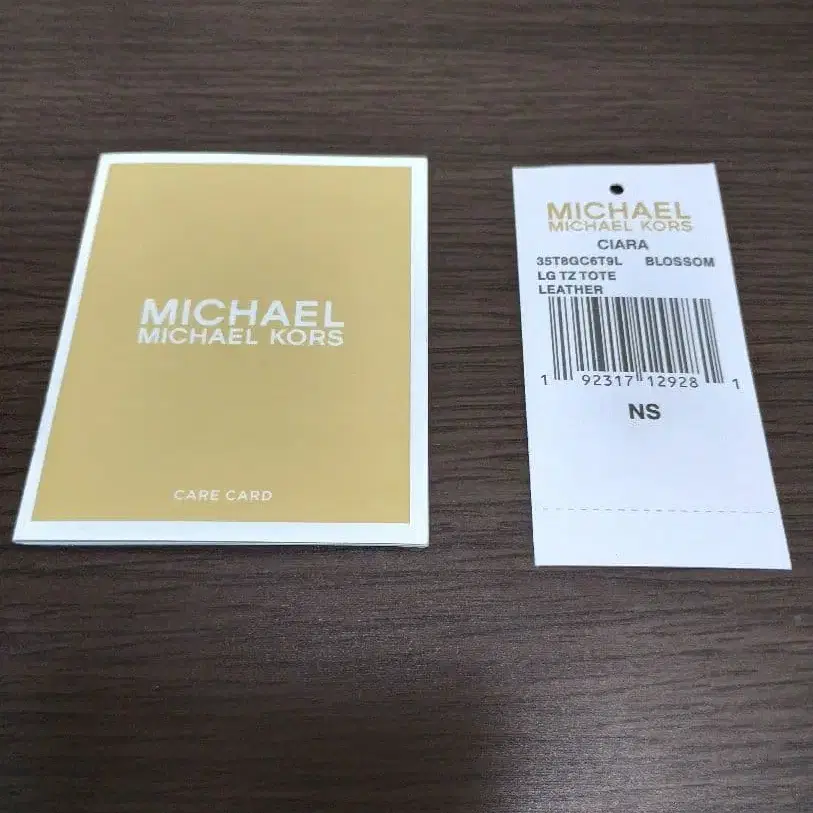 MICHAEL
MICHAEL KORS
CARE CARD
MICHAEL
MICHAEL KORS
CIARA
35T8GC6T9L BLOSSOM
LG TZ TOTE
LEATHER
1 92317 12928 1
NS